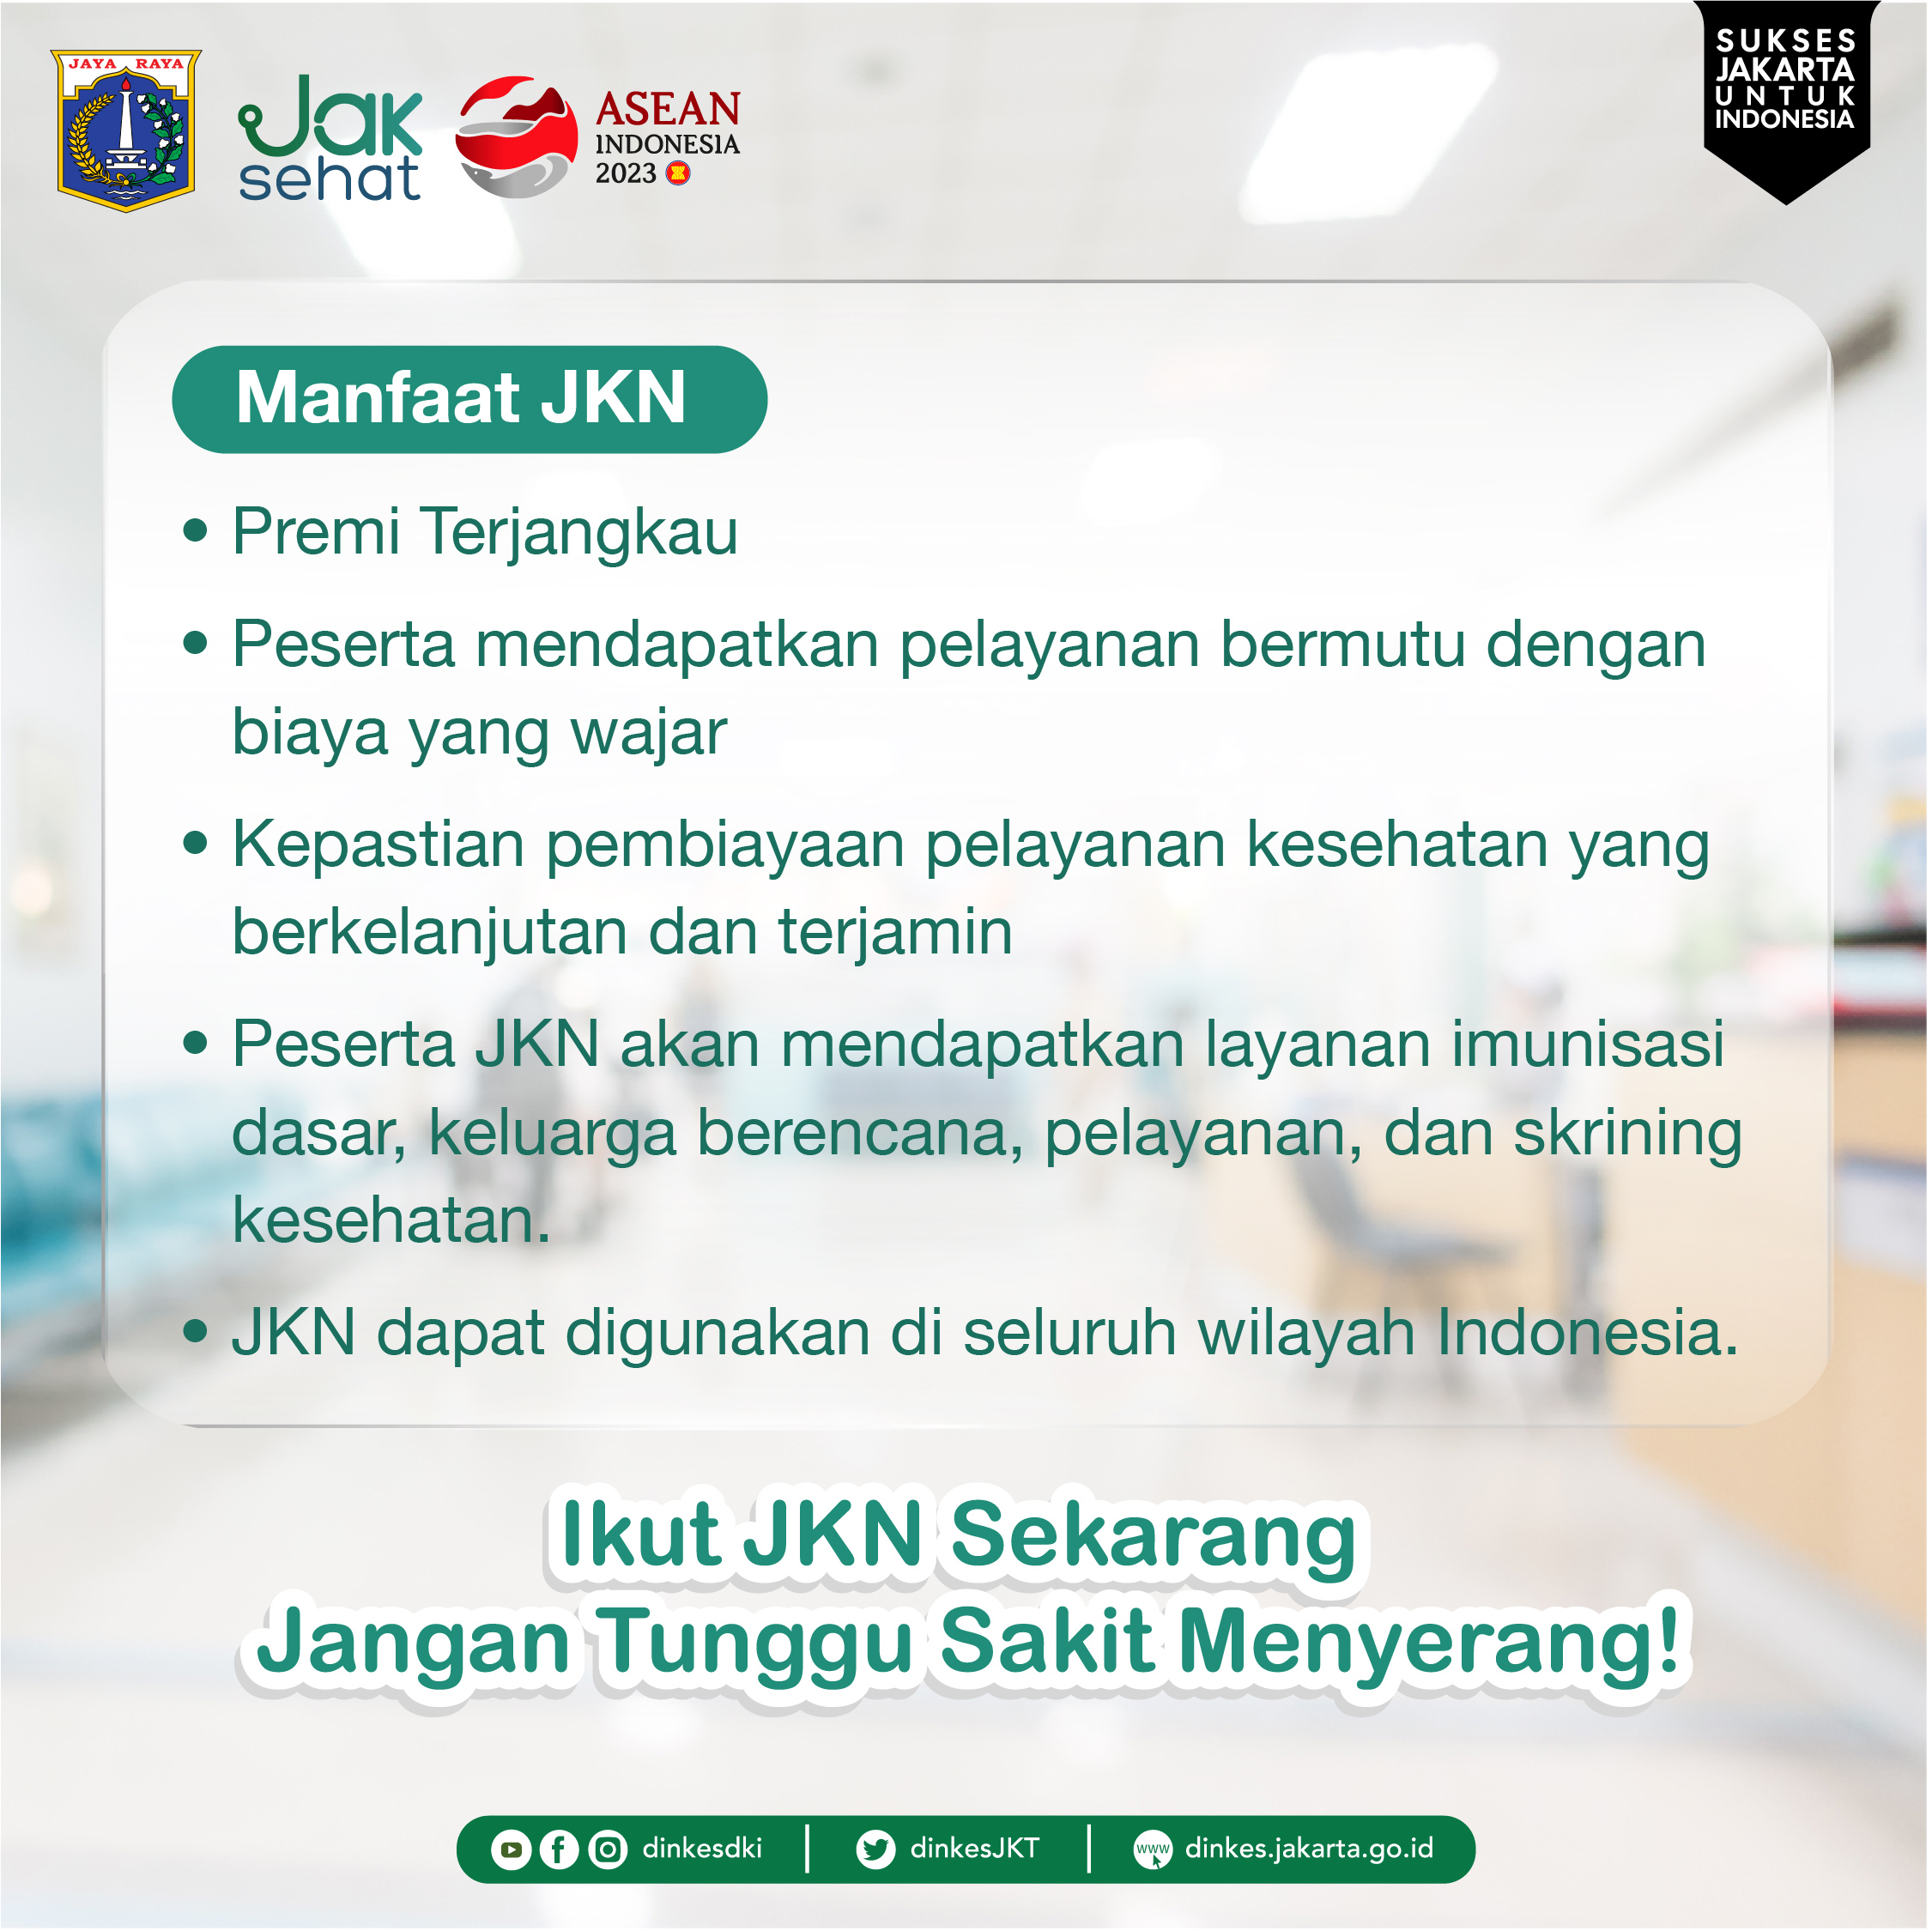 JAYA RAYA
Jak
sehat
ASEAN
INDONESIA
2023
SUKSES
JAKARTA
UNTUK
INDONESIA
Manfaat JKN
• Premi Terjangkau
• Peserta mendapatkan pelayanan bermutu dengan
biaya yang wajar
• Kepastian pembiayaan pelayanan kesehatan yang
berkelanjutan dan terjamin
• Peserta JKN akan mendapatkan layanan imunisasi
dasar, keluarga berencana, pelayanan, dan skrining
kesehatan.
• JKN dapat digunakan di seluruh wilayah Indonesia.
Ikut JKN Sekarang
Jangan Tunggu Sakit Menyerang!
dinkesdki | dinkesJKT | www dinkes.jakarta.go.id